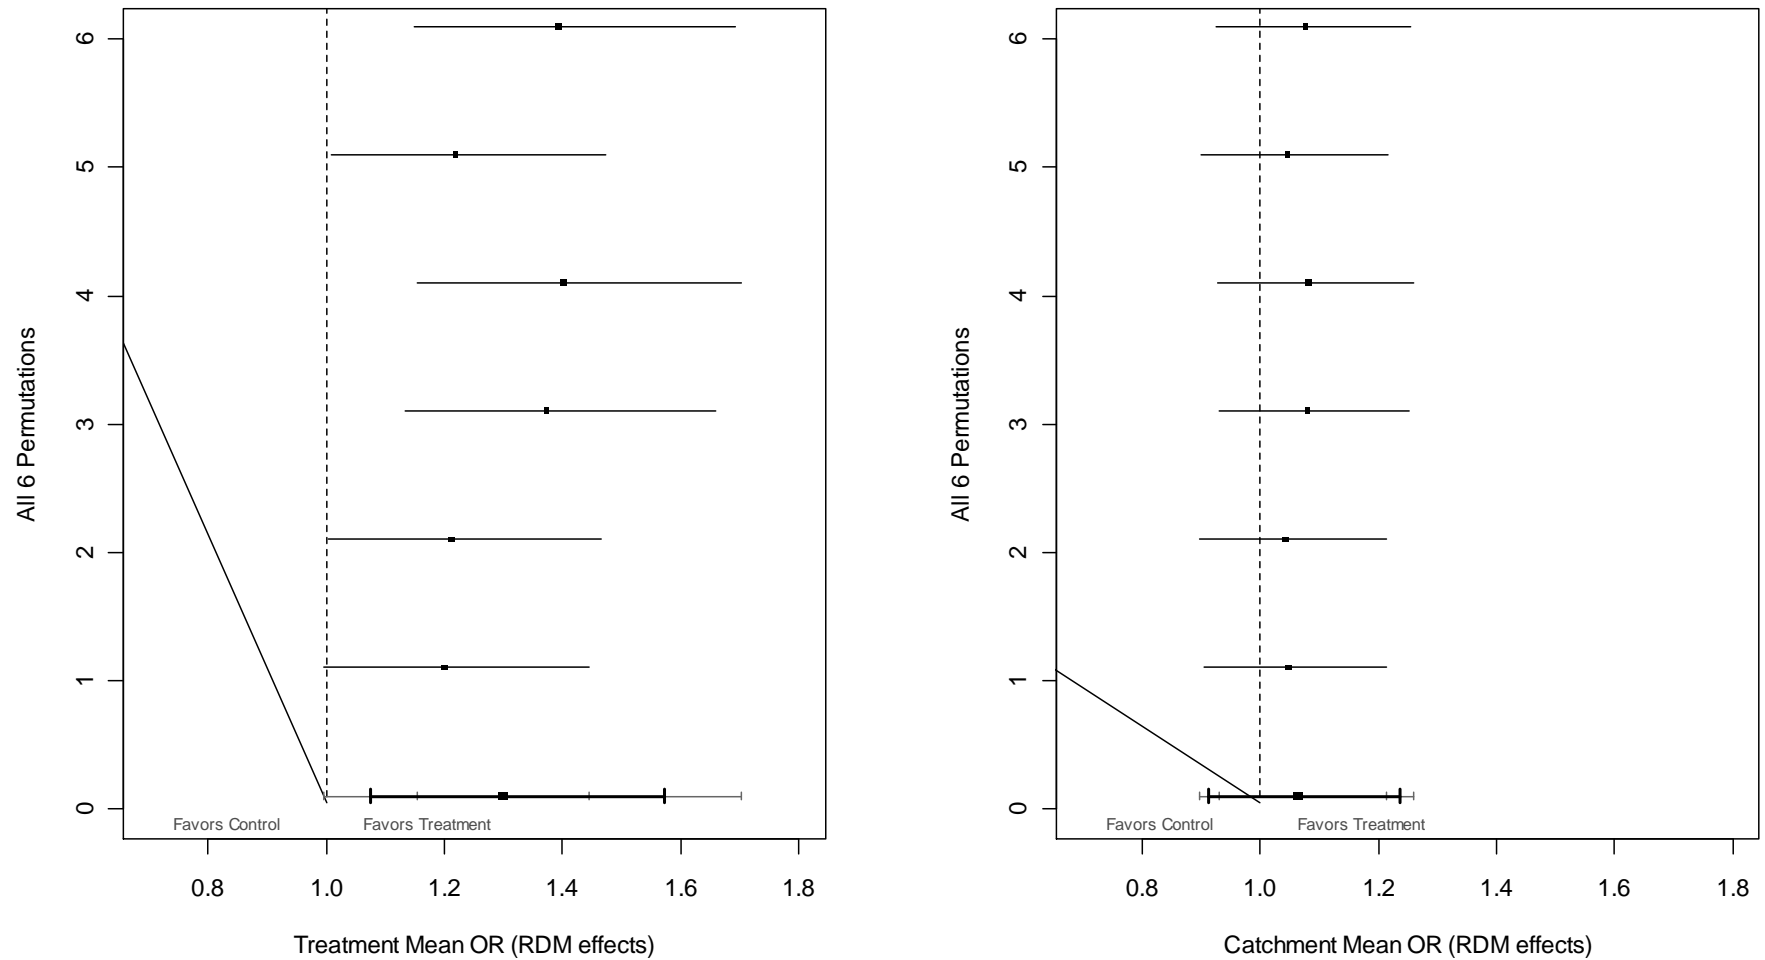 All 6 Permutations
6
5
4
3
2
1
0
Favors Control Favors Treatment
0.8 1.0 1.2 1.4 1.6 1.8
Treatment Mean OR (RDM effects)
All 6 Permutations
6
5
4
3
2
1
0
Favors Control Favors Treatment
0.8 1.0 1.2 1.4 1.6 1.8
Catchment Mean OR (RDM effects)